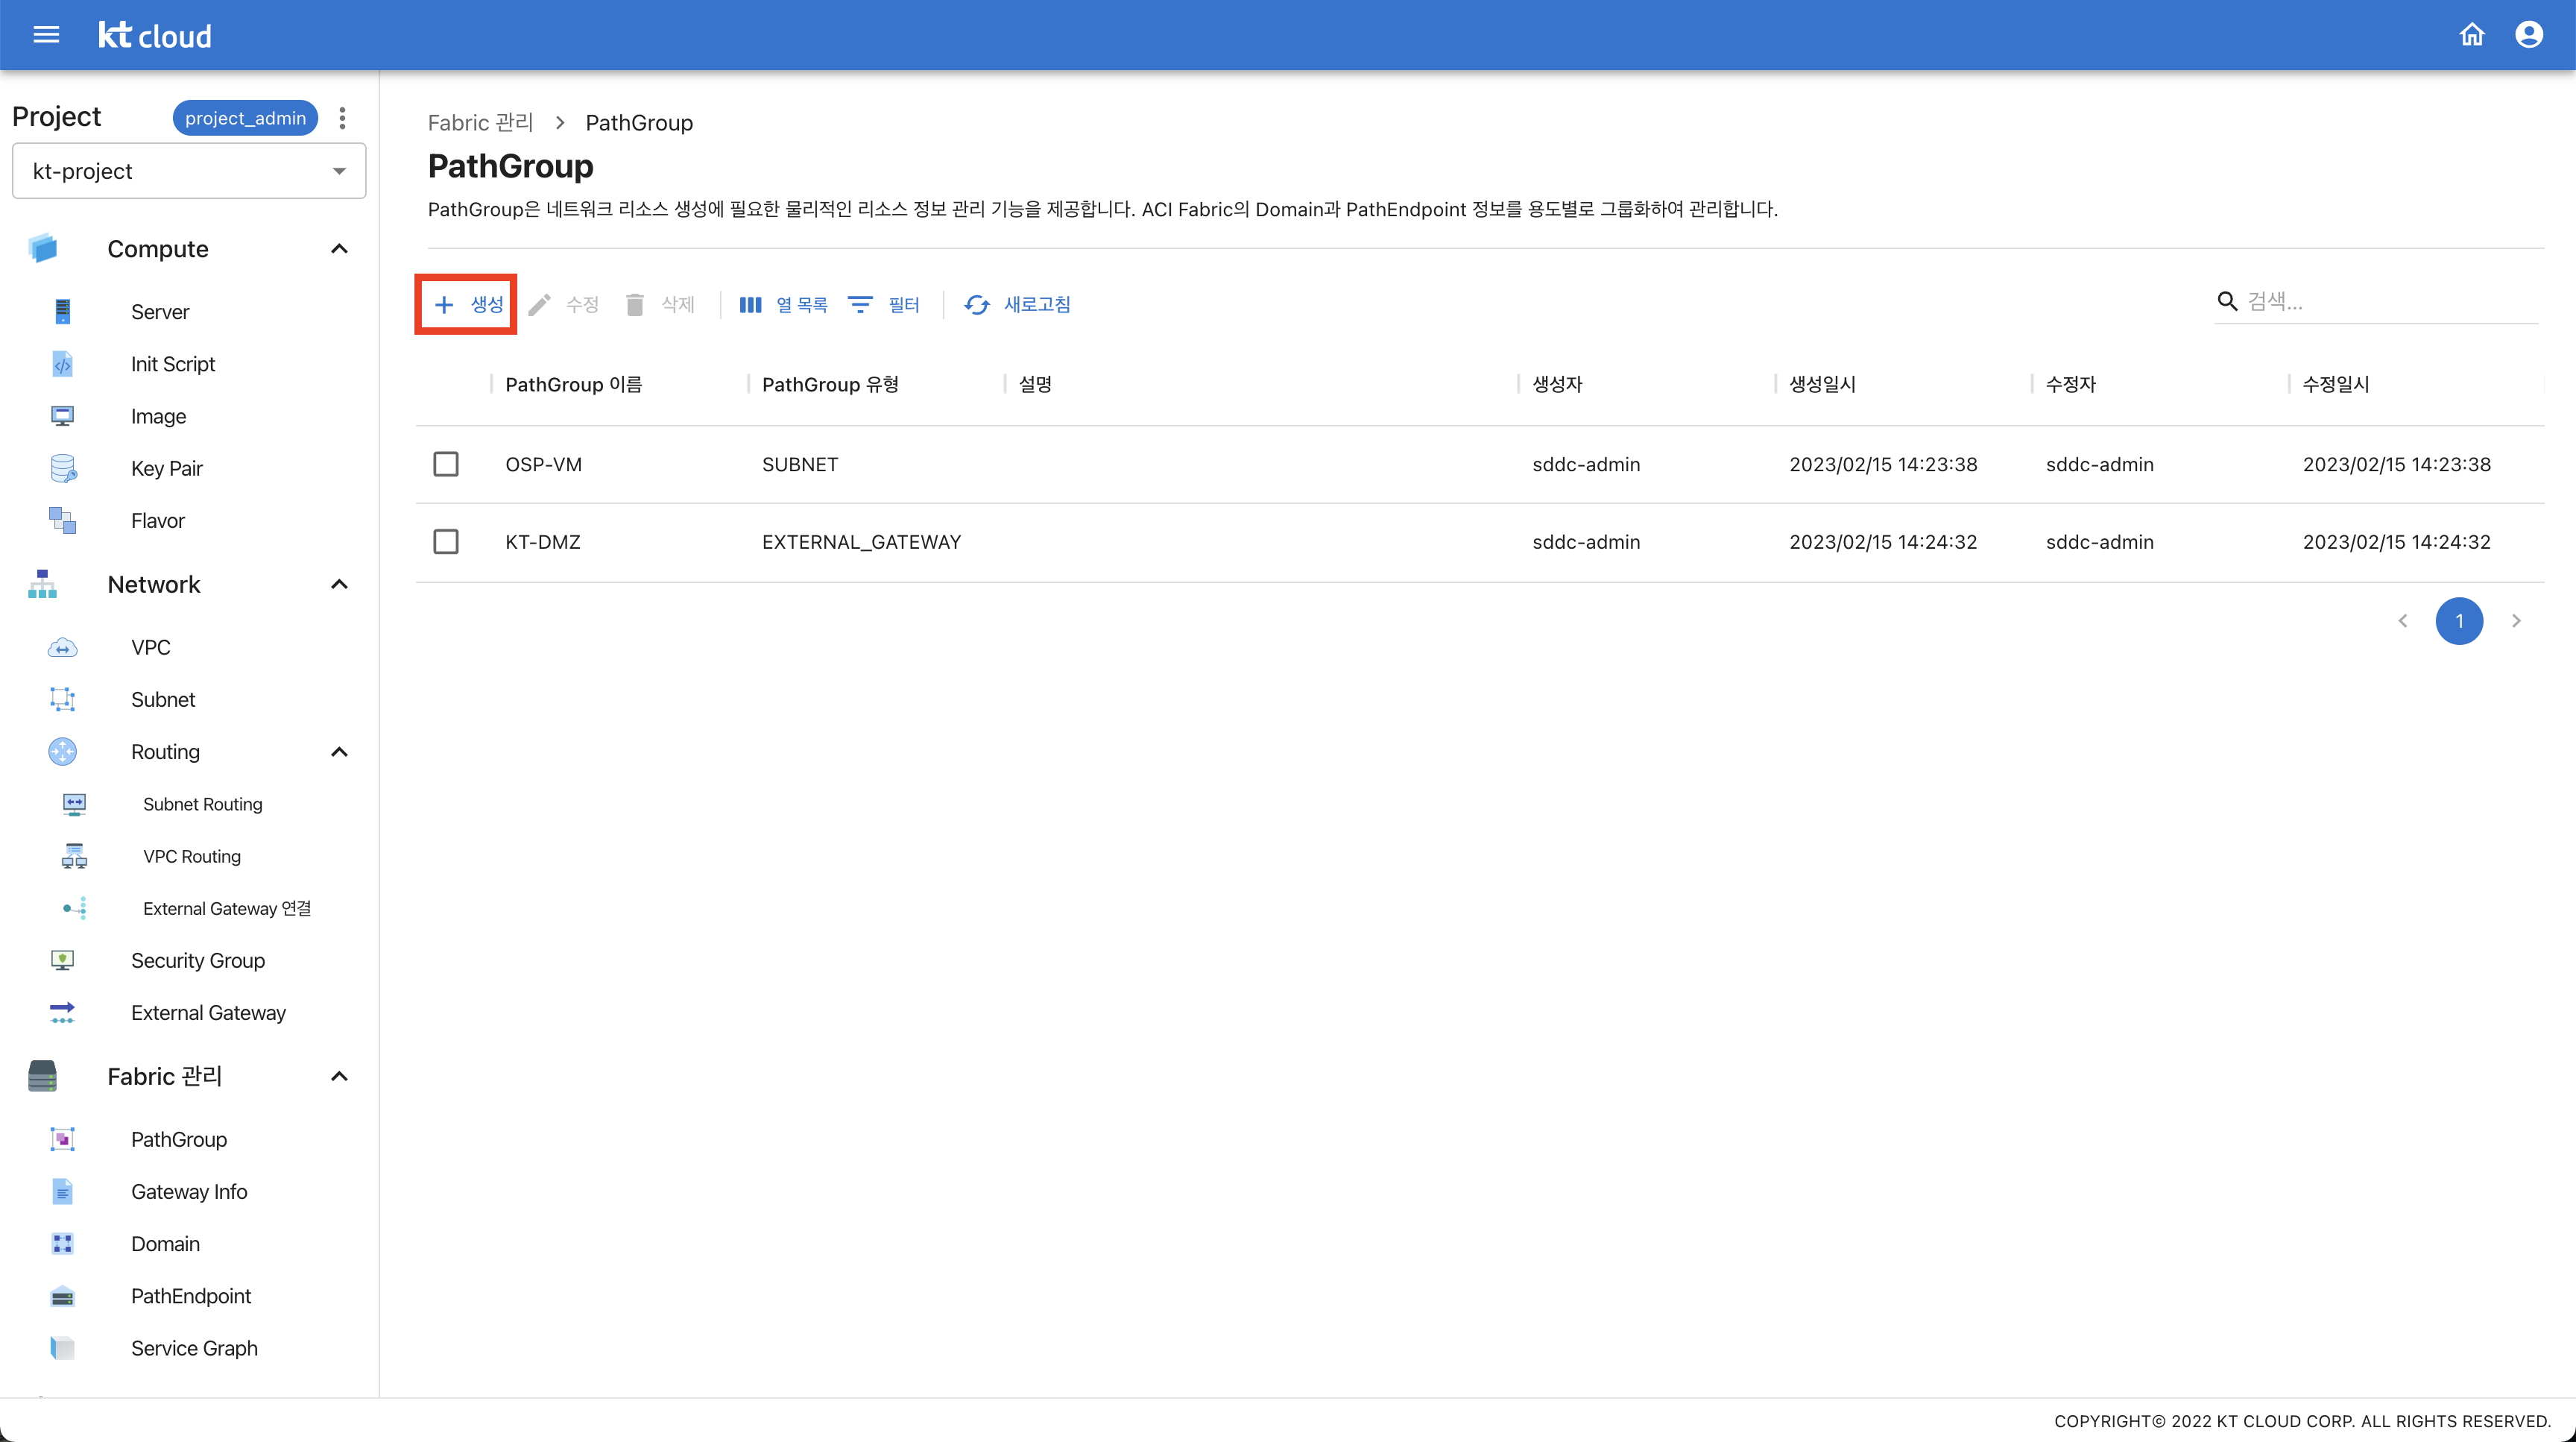 kt cloud
Project
project_admin
kt-project
Compute
Server
Init Script
Image
Key Pair
Flavor
Network
VPC
Subnet
Routing
Subnet Routing
VPC Routing
External Gateway 연결
Security Group
External Gateway
Fabric 관리
PathGroup
Gateway Info
Domain
PathEndpoint
Service Graph
Fabric 관리 > PathGroup
PathGroup
PathGroup은 네트워크 리소스 생성에 필요한 물리적인 리소스 정보 관리 기능을 제공합니다. ACI Fabric의 Domain과 PathEndpoint 정보를 용도별로 그룹화하여 관리합니다.
생성 수정 삭제 열 목록 필터 새로고침 검색...
PathGroup 이름 PathGroup 유형 설명 생성자 생성일시 수정자 수정일시
OSP-VM SUBNET sddc-admin 2023/02/15 14:23:38 sddc-admin 2023/02/15 14:23:38
KT-DMZ EXTERNAL_GATEWAY sddc-admin 2023/02/15 14:24:32 sddc-admin 2023/02/15 14:24:32
1
COPYRIGHT© 2022 KT CLOUD CORP. ALL RIGHTS RESERVED.